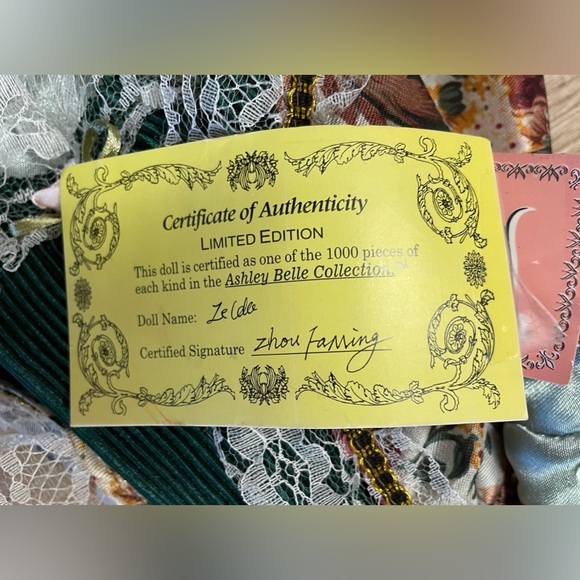 Certificate of Authenticity
LIMITED EDITION
This doll is certified as one of the 1000 pieces of
each kind in the Ashley Belle Collection.
Doll Name: Zelda
Certified Signature Zhou